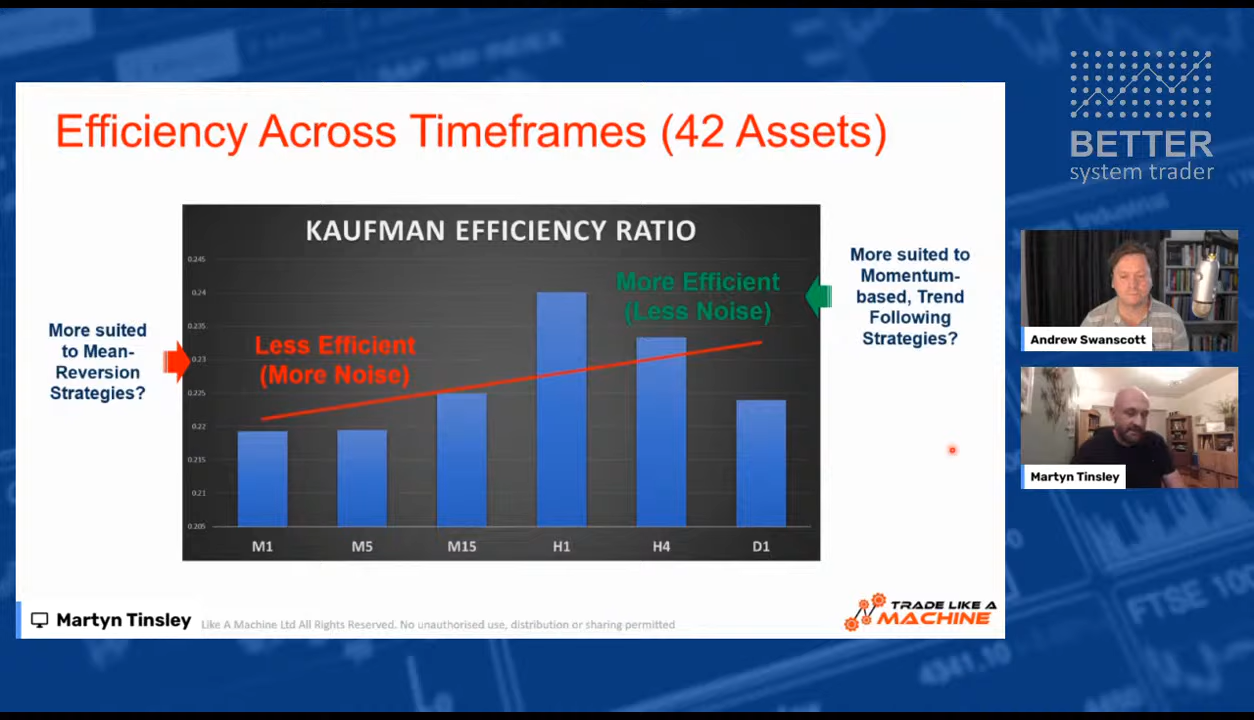 Efficiency Across Timeframes (42 Assets)
BETTER
system trader
KAUFMAN EFFICIENCY RATIO
0.245
0.24
0.235
0.23
0.225
0.22
0.215
0.21
0.205
More Efficient
(Less Noise)
More suited to
Momentum-
based, Trend
Following
Strategies?
More suited
to Mean-
Reversion
Strategies?
Less Efficient
(More Noise)
M1 M5 M15 H1 H4 D1
Andrew Swanscott
Martyn Tinsley
Martyn Tinsley
Like A Machine Ltd All Rights Reserved. No unauthorised use, distribution or sharing permitted
TRADE LIKE A
MACHINE
FTSE 100
4341.10